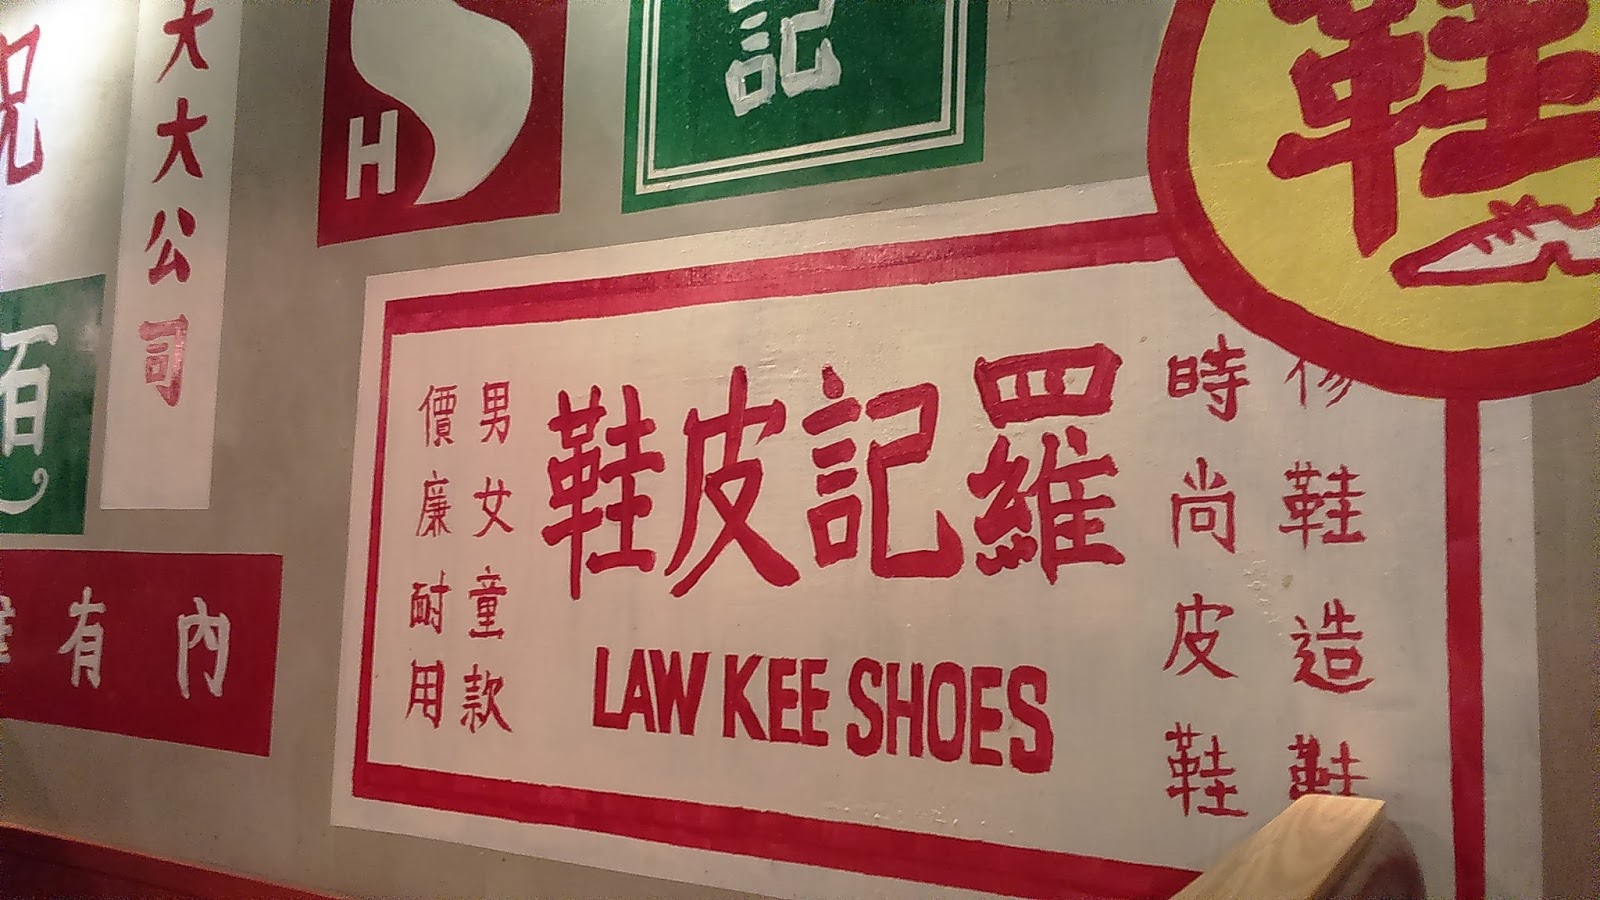 大大公司
H
記
鞋
有內
羅記皮鞋
LAW KEE SHOES
修鞋造鞋
時尚皮鞋
男女童款
價廉耐用